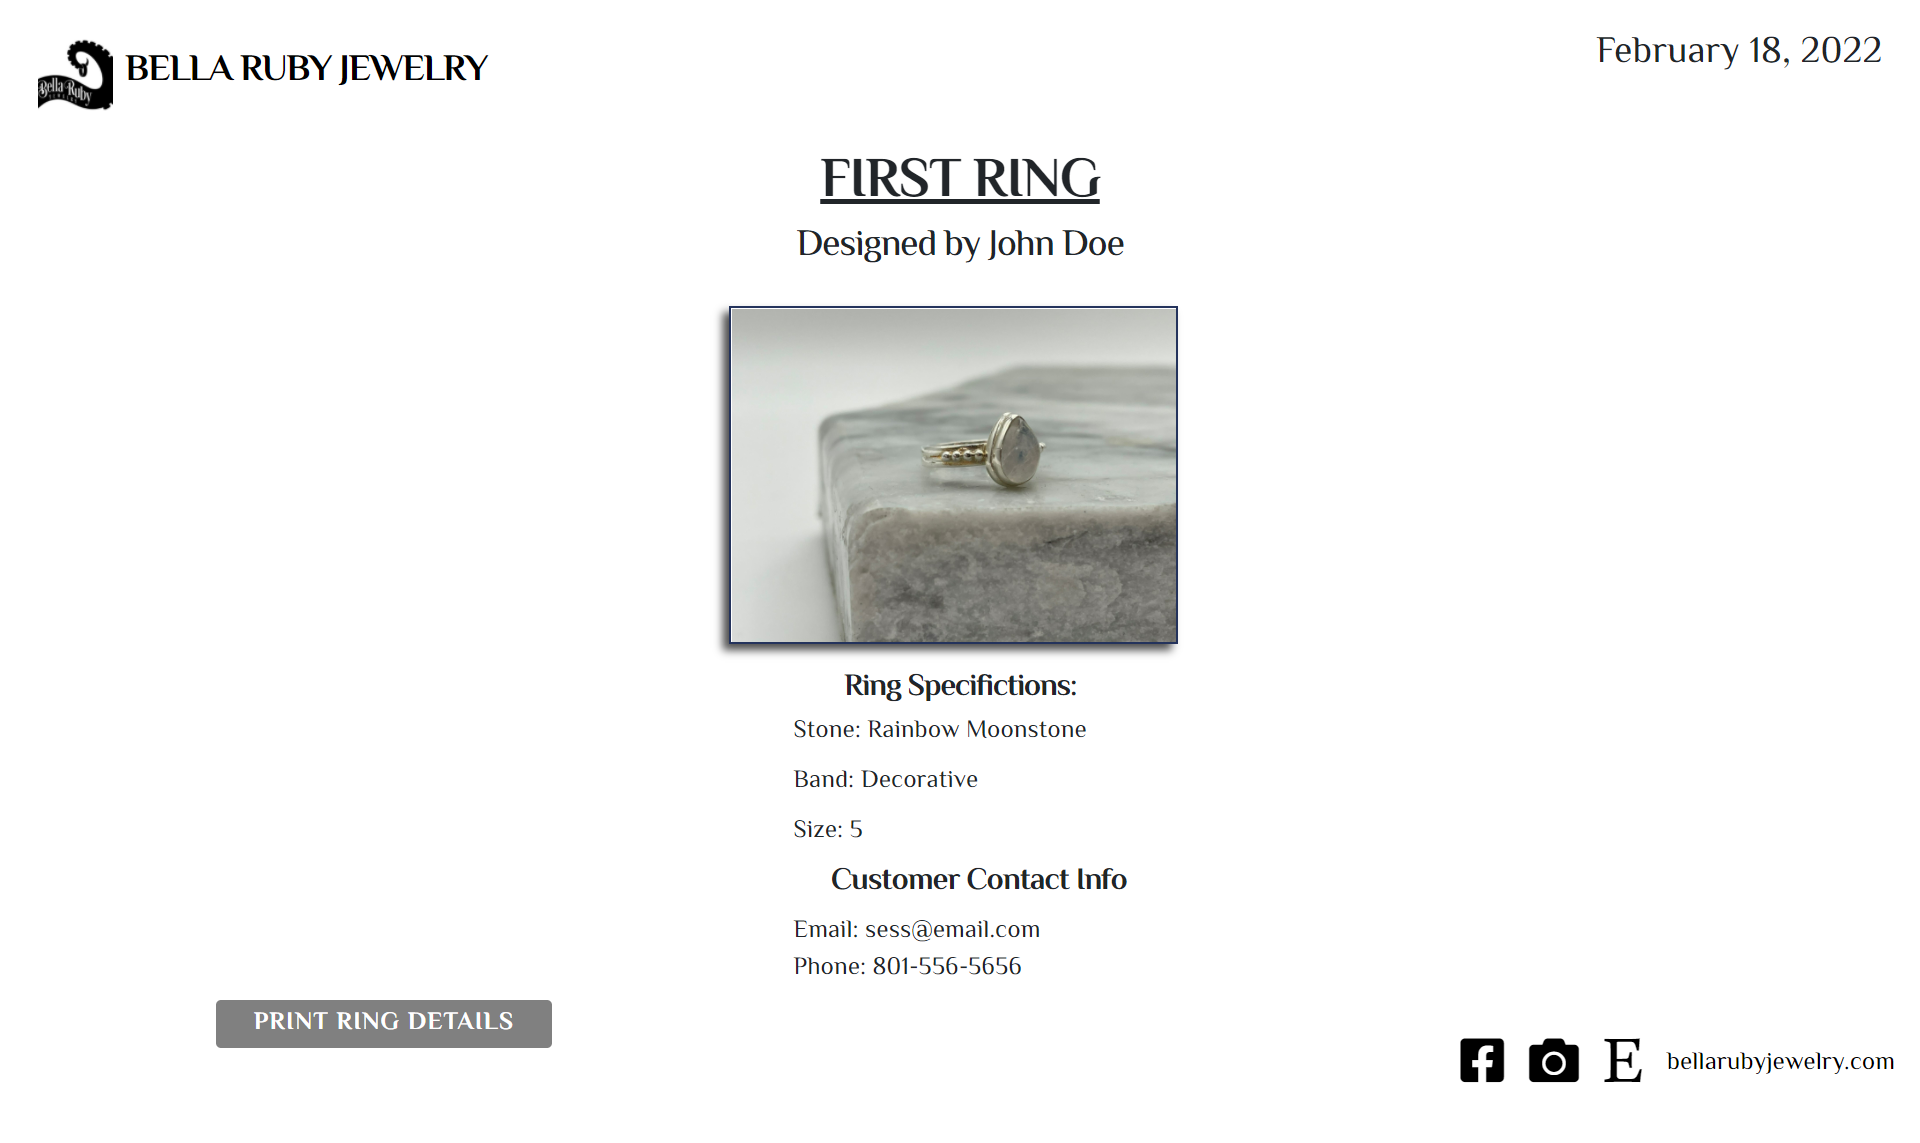 Bella Ruby
JEWELRY
BELLA RUBY JEWELRY
February 18, 2022
FIRST RING
Designed by John Doe
Ring Specifictions:
Stone: Rainbow Moonstone
Band: Decorative
Size: 5
Customer Contact Info
Email: sess@email.com
Phone: 801-556-5656
PRINT RING DETAILS
E
bellarubyjewelry.com